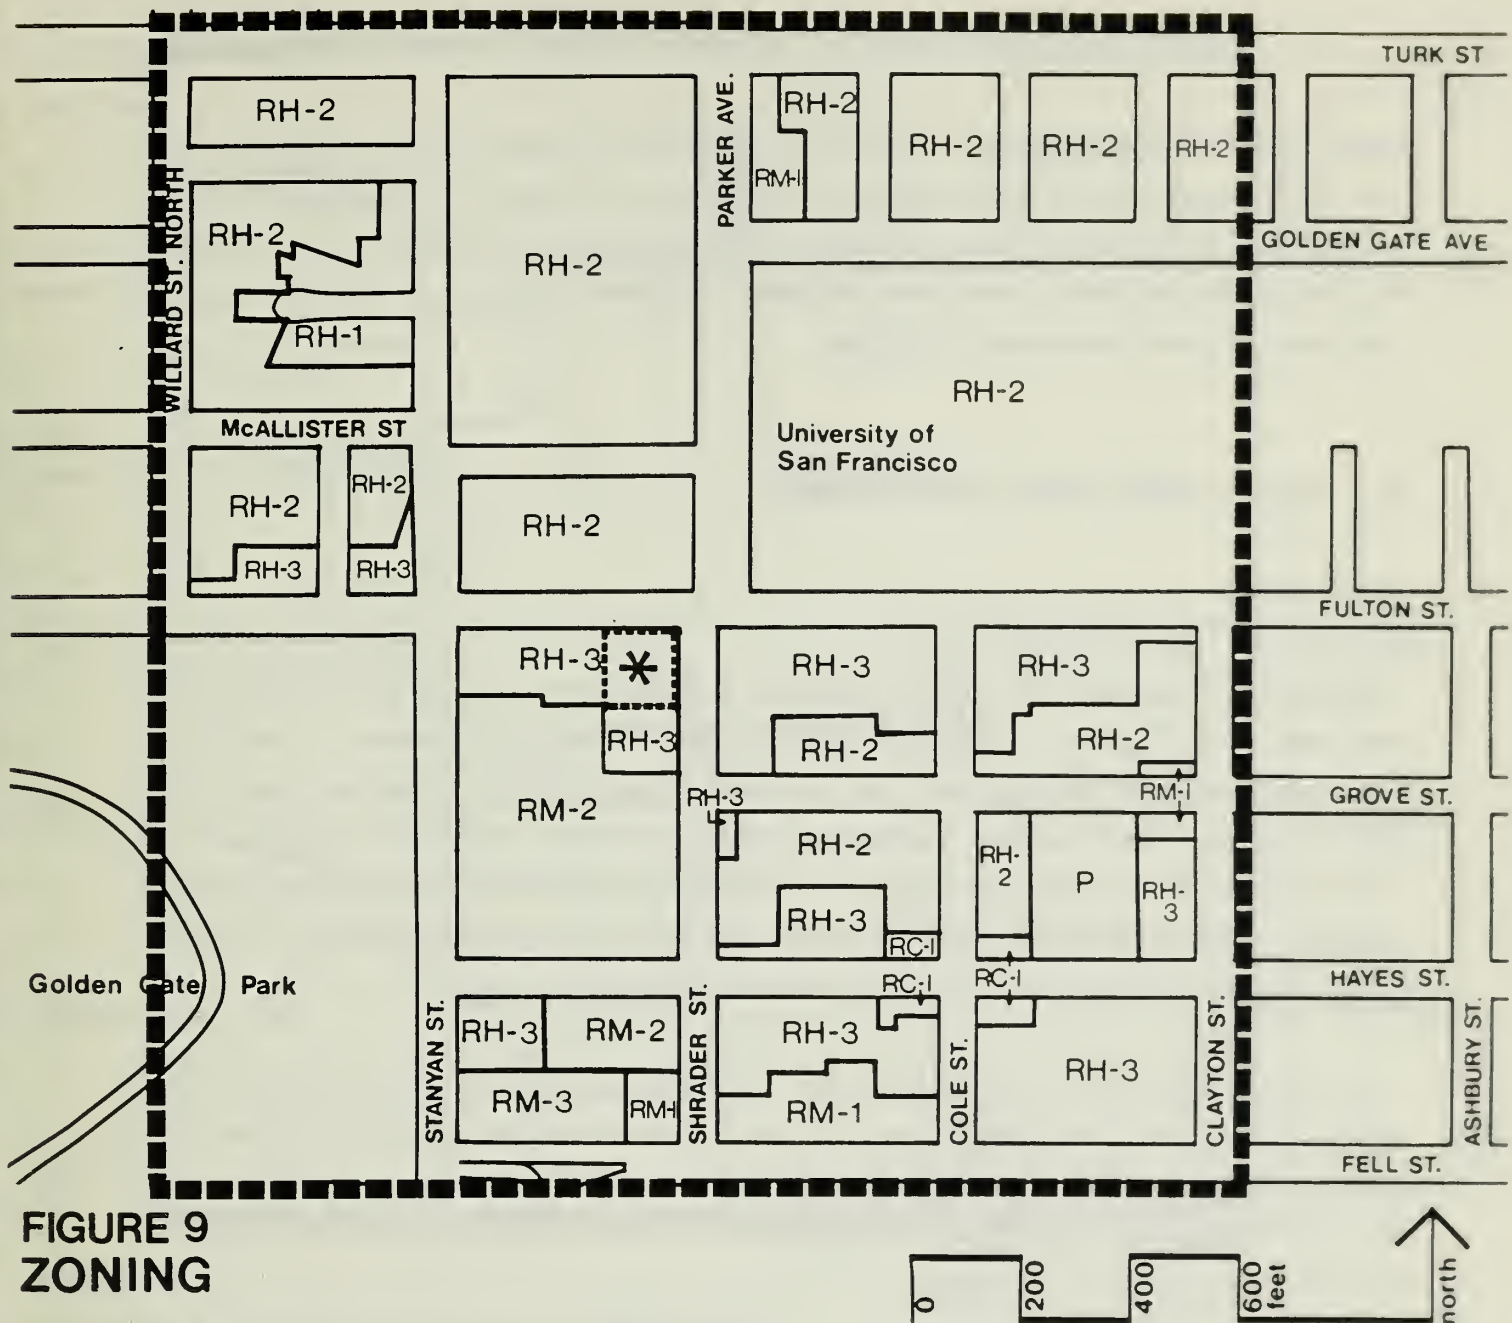 TURK ST
RH-2
PARKER AVE.
RH-2
RM-1
RH-2
RH-2
RH-2
WILLARD ST. NORTH
RH-2
RH-1
RH-2
GOLDEN GATE AVE
RH-2
University of
San Francisco
McALLISTER ST
RH-2
RH-3
RH-2
RH-3
RH-2
FULTON ST.
RH-3
*
RH-3
RM-2
RH-3
RH-2
RH-3
RH-2
RM-1
GROVE ST.
RH-3
RH-2
RH-3
RC-1
RH-
2
P
RH-
3
Golden Gate Park
RC-1
RC-1
HAYES ST.
STANYAN ST.
RH-3
RM-2
RM-3
RM-1
SHRADER ST.
RH-3
RM-1
COLE ST.
RH-3
CLAYTON ST.
ASHBURY ST.
FELL ST.
FIGURE 9
ZONING
0
200
400
600
feet
north